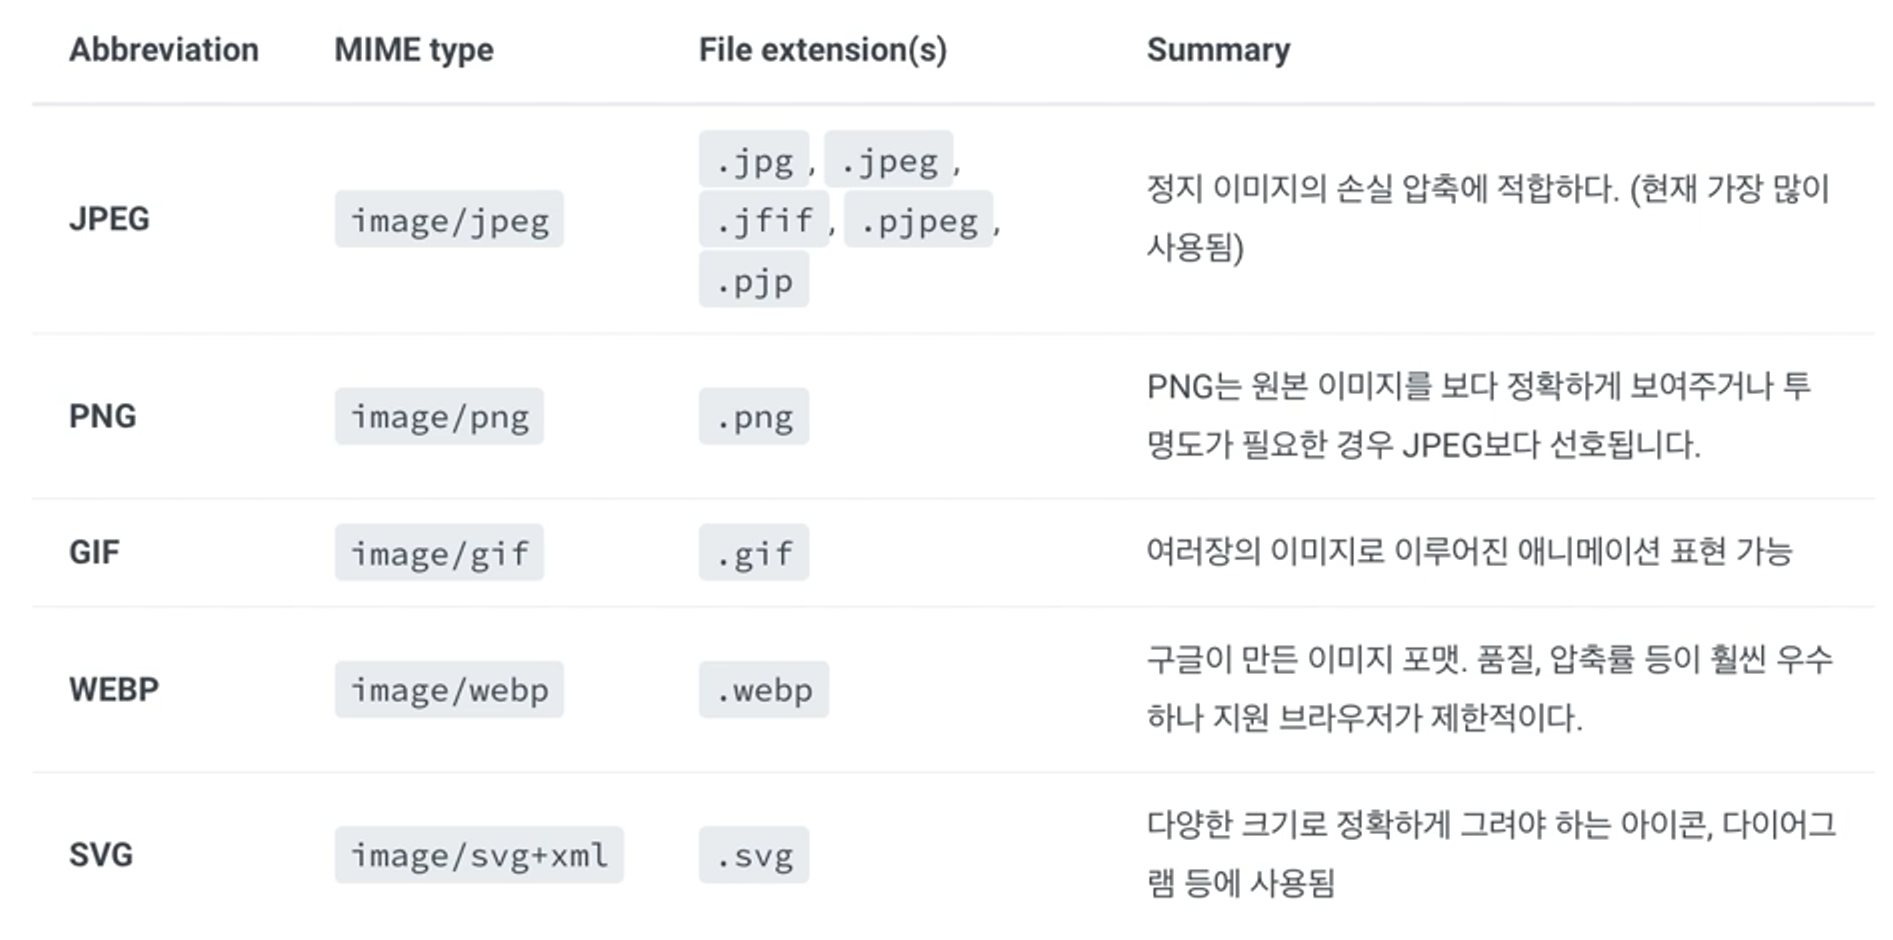 Abbreviation MIME type File extension(s) Summary
.jpg, .jpeg,
정지 이미지의 손실 압축에 적합하다. (현재 가장 많이
JPEG image/jpeg .jfif, .pjpeg,
사용됨)
.pjp
PNG는 원본 이미지를 보다 정확하게 보여주거나 투
PNG image/png .png
명도가 필요한 경우 JPEG보다 선호됩니다.
GIF image/gif .gif 여러장의 이미지로 이루어진 애니메이션 표현 가능
구글이 만든 이미지 포맷. 품질, 압축률 등이 훨씬 우수
WEBP image/webp .webp
하나 지원 브라우저가 제한적이다.
다양한 크기로 정확하게 그려야 하는 아이콘, 다이어그
SVG image/svg+xml .svg
램 등에 사용됨